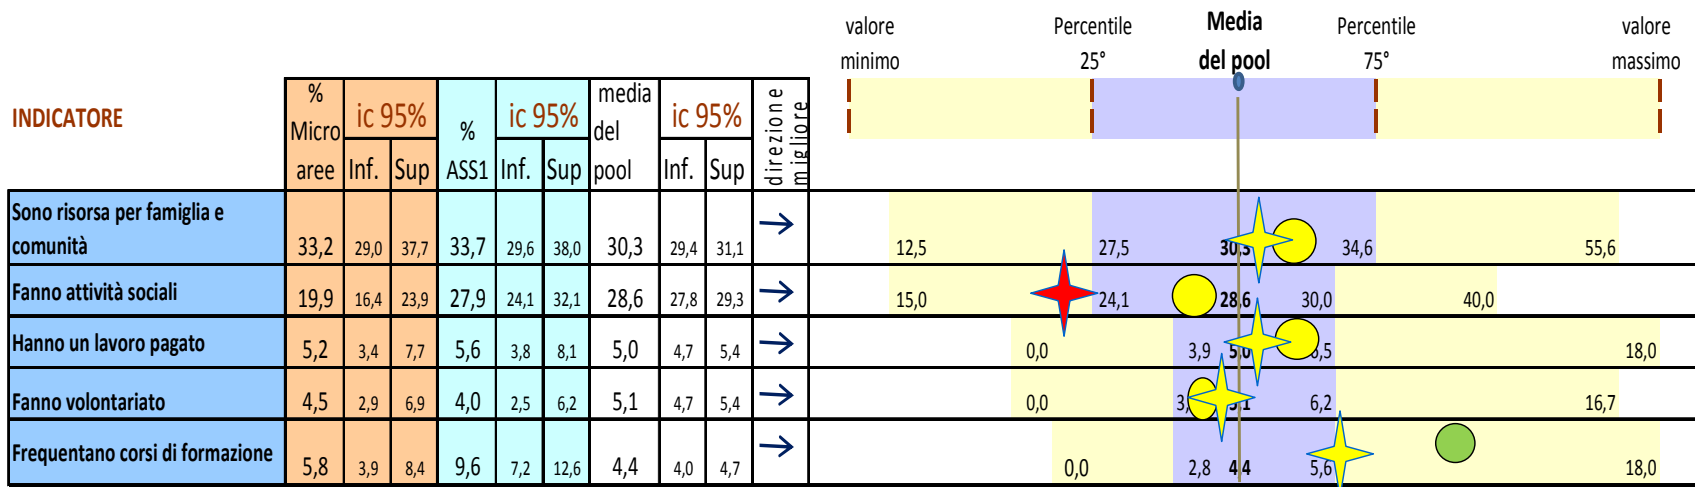 valore minimo
Percentile 25°
Media del pool
Percentile 75°
valore massimo
INDICATORE
% Micro aree
ic 95%
Inf. Sup
% ASS1
ic 95%
Inf. Sup
media del pool
ic 95%
Inf. Sup
direzione migliore
Sono risorsa per famiglia e comunità 33,2 29,0 37,7 33,7 29,6 38,0 30,3 29,4 31,1 → 12,5 27,5 30,3 34,6 55,6
Fanno attività sociali 19,9 16,4 23,9 27,9 24,1 32,1 28,6 27,8 29,3 → 15,0 24,1 28,6 30,0 40,0
Hanno un lavoro pagato 5,2 3,4 7,7 5,6 3,8 8,1 5,0 4,7 5,4 → 0,0 3,9 5,0 18,0
Fanno volontariato 4,5 2,9 6,9 4,0 2,5 6,2 5,1 4,7 5,4 → 0,0 5,1 6,2 16,7
Frequentano corsi di formazione 5,8 3,9 8,4 9,6 7,2 12,6 4,4 4,0 4,7 → 0,0 2,8 4,4 5,6 18,0